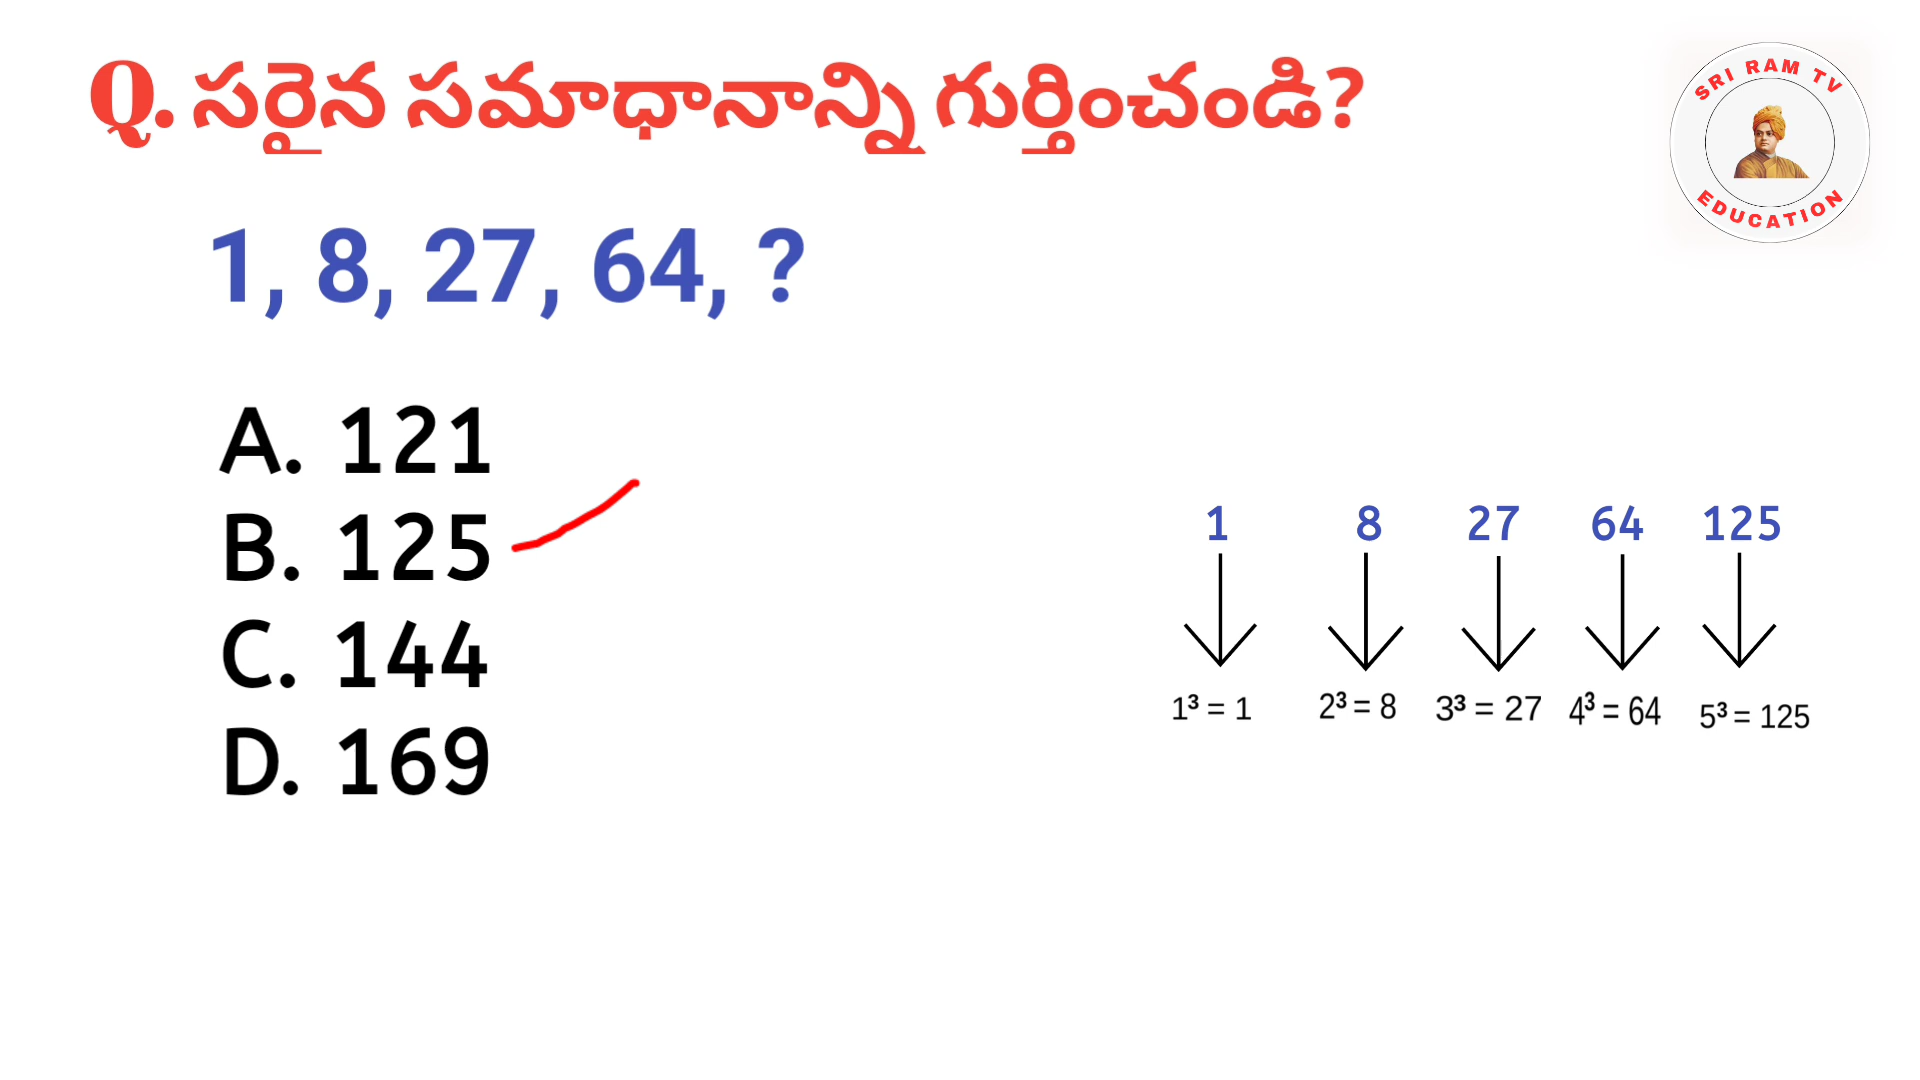 Q. సరైన సమాధానాన్ని గుర్తించండి?
SRI RAM TV
EDUCATION
1, 8, 27, 64, ?
A. 121
B. 125
C. 144
D. 169
1 8 27 64 125
1³ = 1 2³ = 8 3³ = 27 4³ = 64 5³ = 125